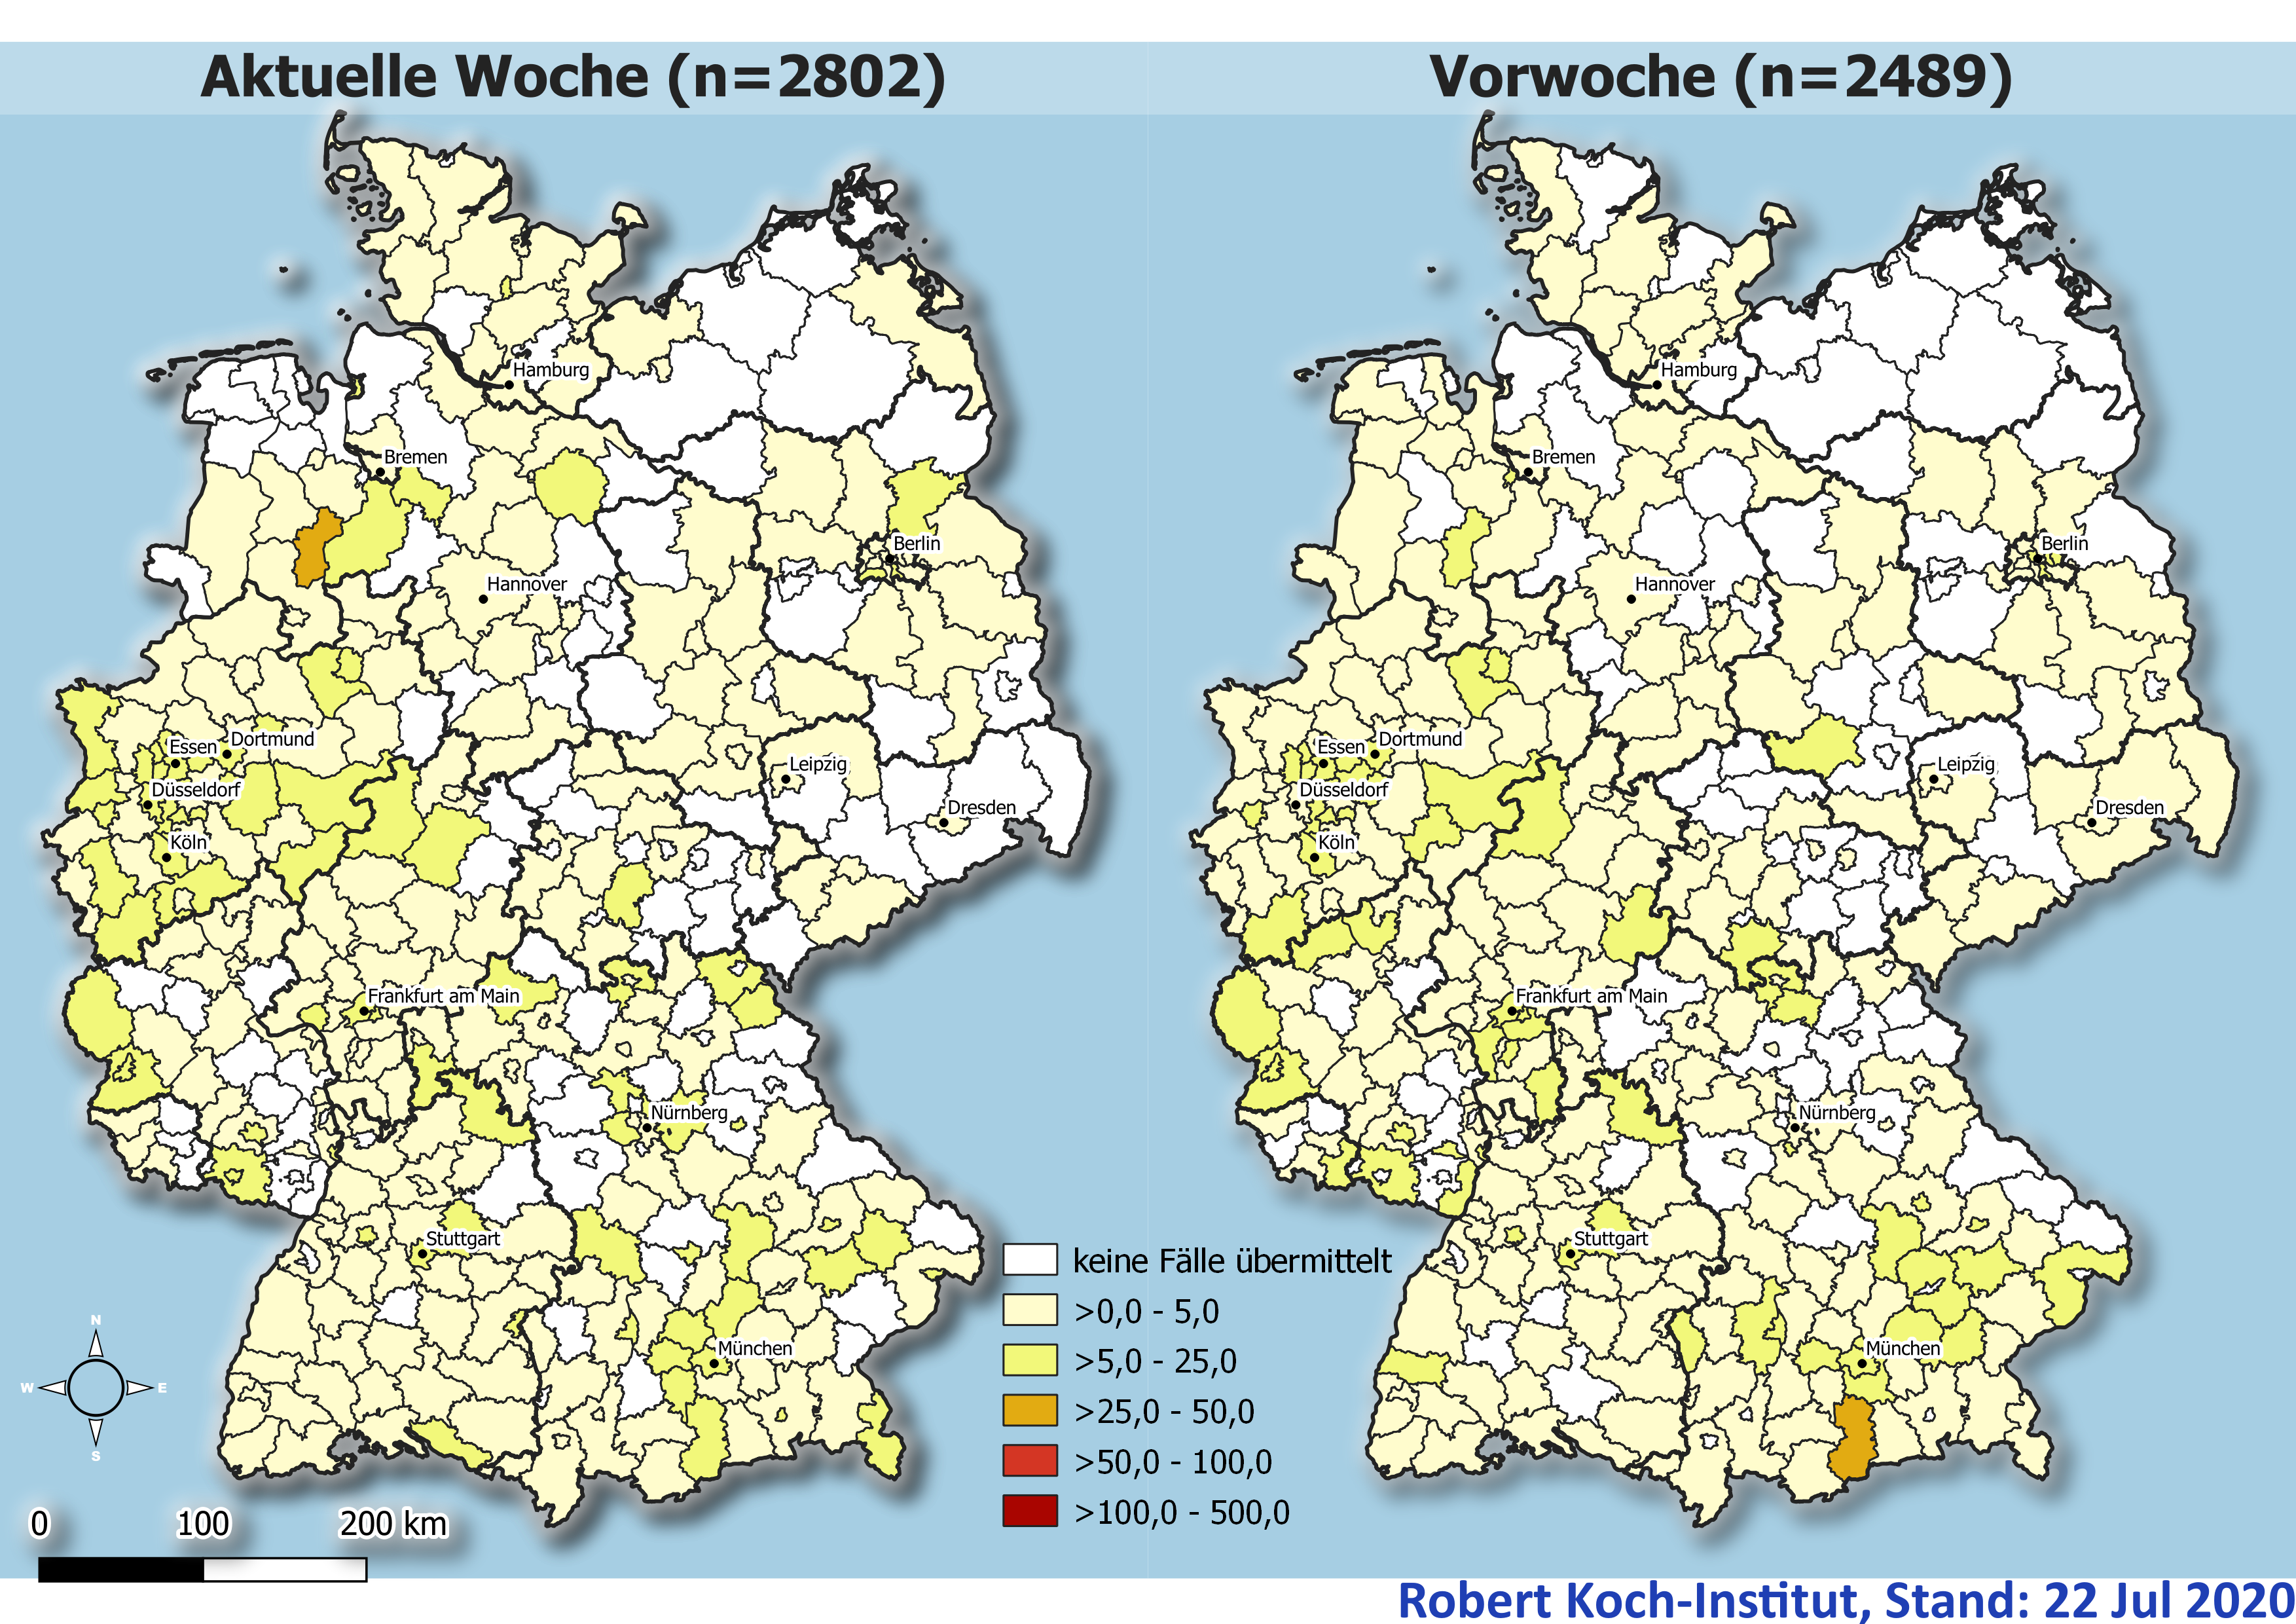 Aktuelle Woche (n=2802)
Vorwoche (n=2489)
Hamburg
Bremen
Berlin
Hannover
Essen
Dortmund
Düsseldorf
Leipzig
Köln
Dresden
Frankfurt am Main
Nürnberg
Stuttgart
München
Hamburg
Bremen
Berlin
Hannover
Essen
Dortmund
Düsseldorf
Leipzig
Köln
Dresden
Frankfurt am Main
Nürnberg
Stuttgart
München
keine Fälle übermittelt
>0,0 - 5,0
>5,0 - 25,0
>25,0 - 50,0
>50,0 - 100,0
>100,0 - 500,0
N
W E
S
0 100 200 km
Robert Koch-Institut, Stand: 22 Jul 2020